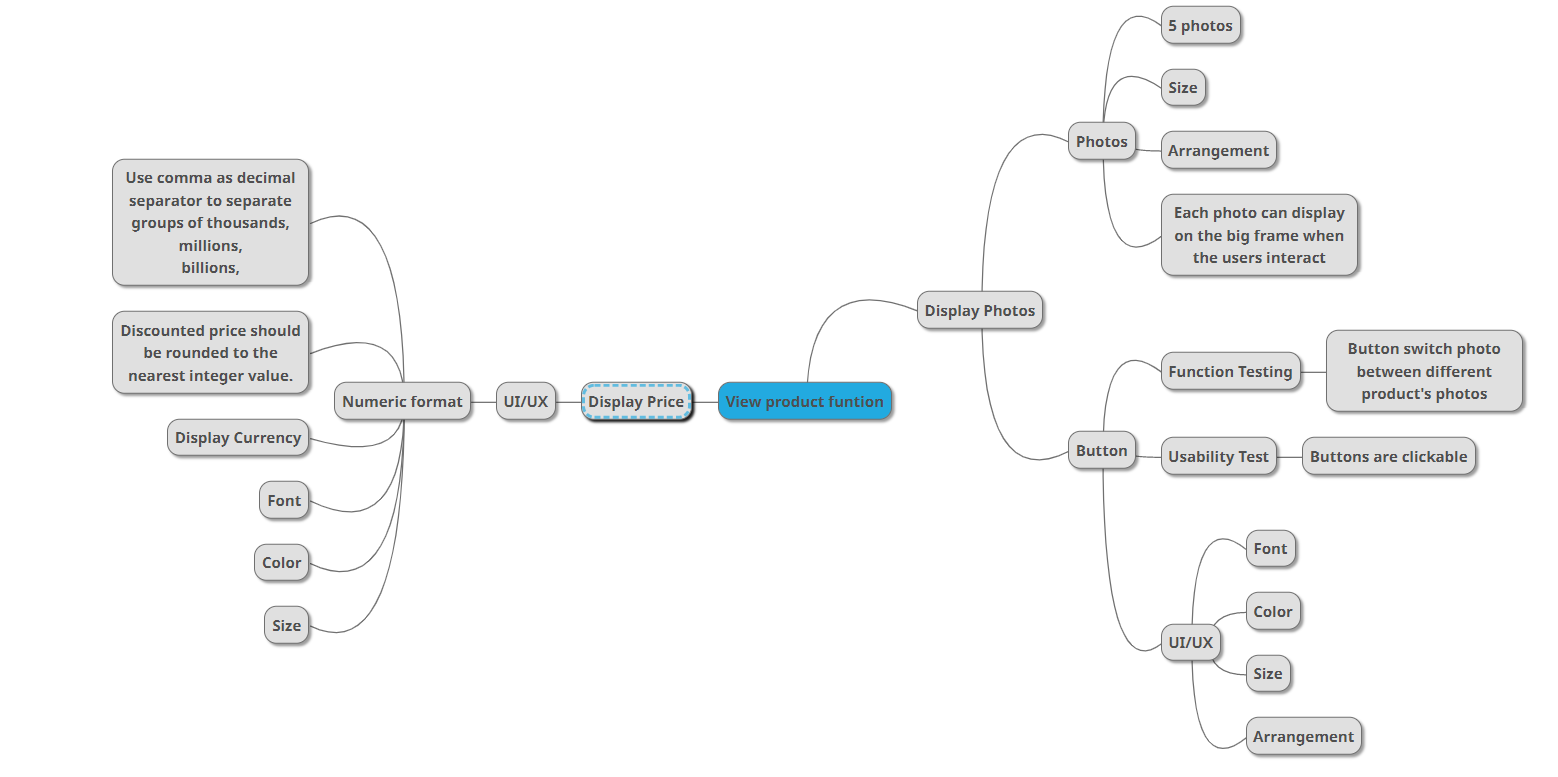 View product funtion
Display Photos
Photos
5 photos
Size
Arrangement
Each photo can display
on the big frame when
the users interact
Button
Function Testing
Button switch photo
between different
product's photos
Usability Test
Buttons are clickable
UI/UX
Font
Color
Size
Arrangement
Display Price
UI/UX
Numeric format
Use comma as decimal
separator to separate
groups of thousands,
millions,
billions,
Discounted price should
be rounded to the
nearest integer value.
Display Currency
Font
Color
Size